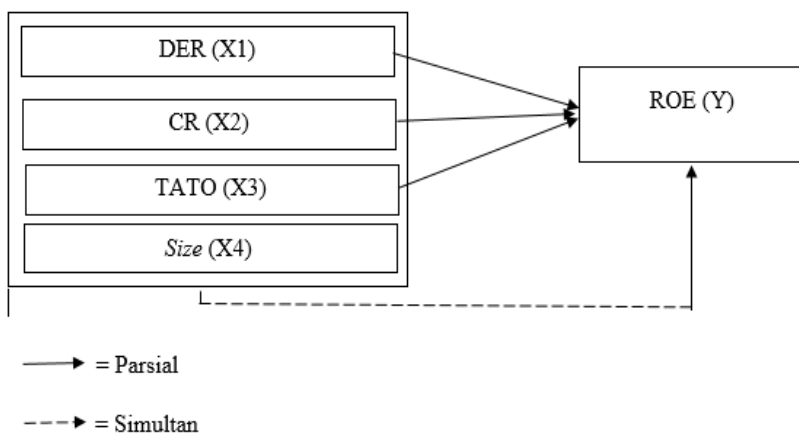 DER (X1)
CR (X2)
TATO (X3)
Size (X4)
ROE (Y)
= Parsial
= Simultan